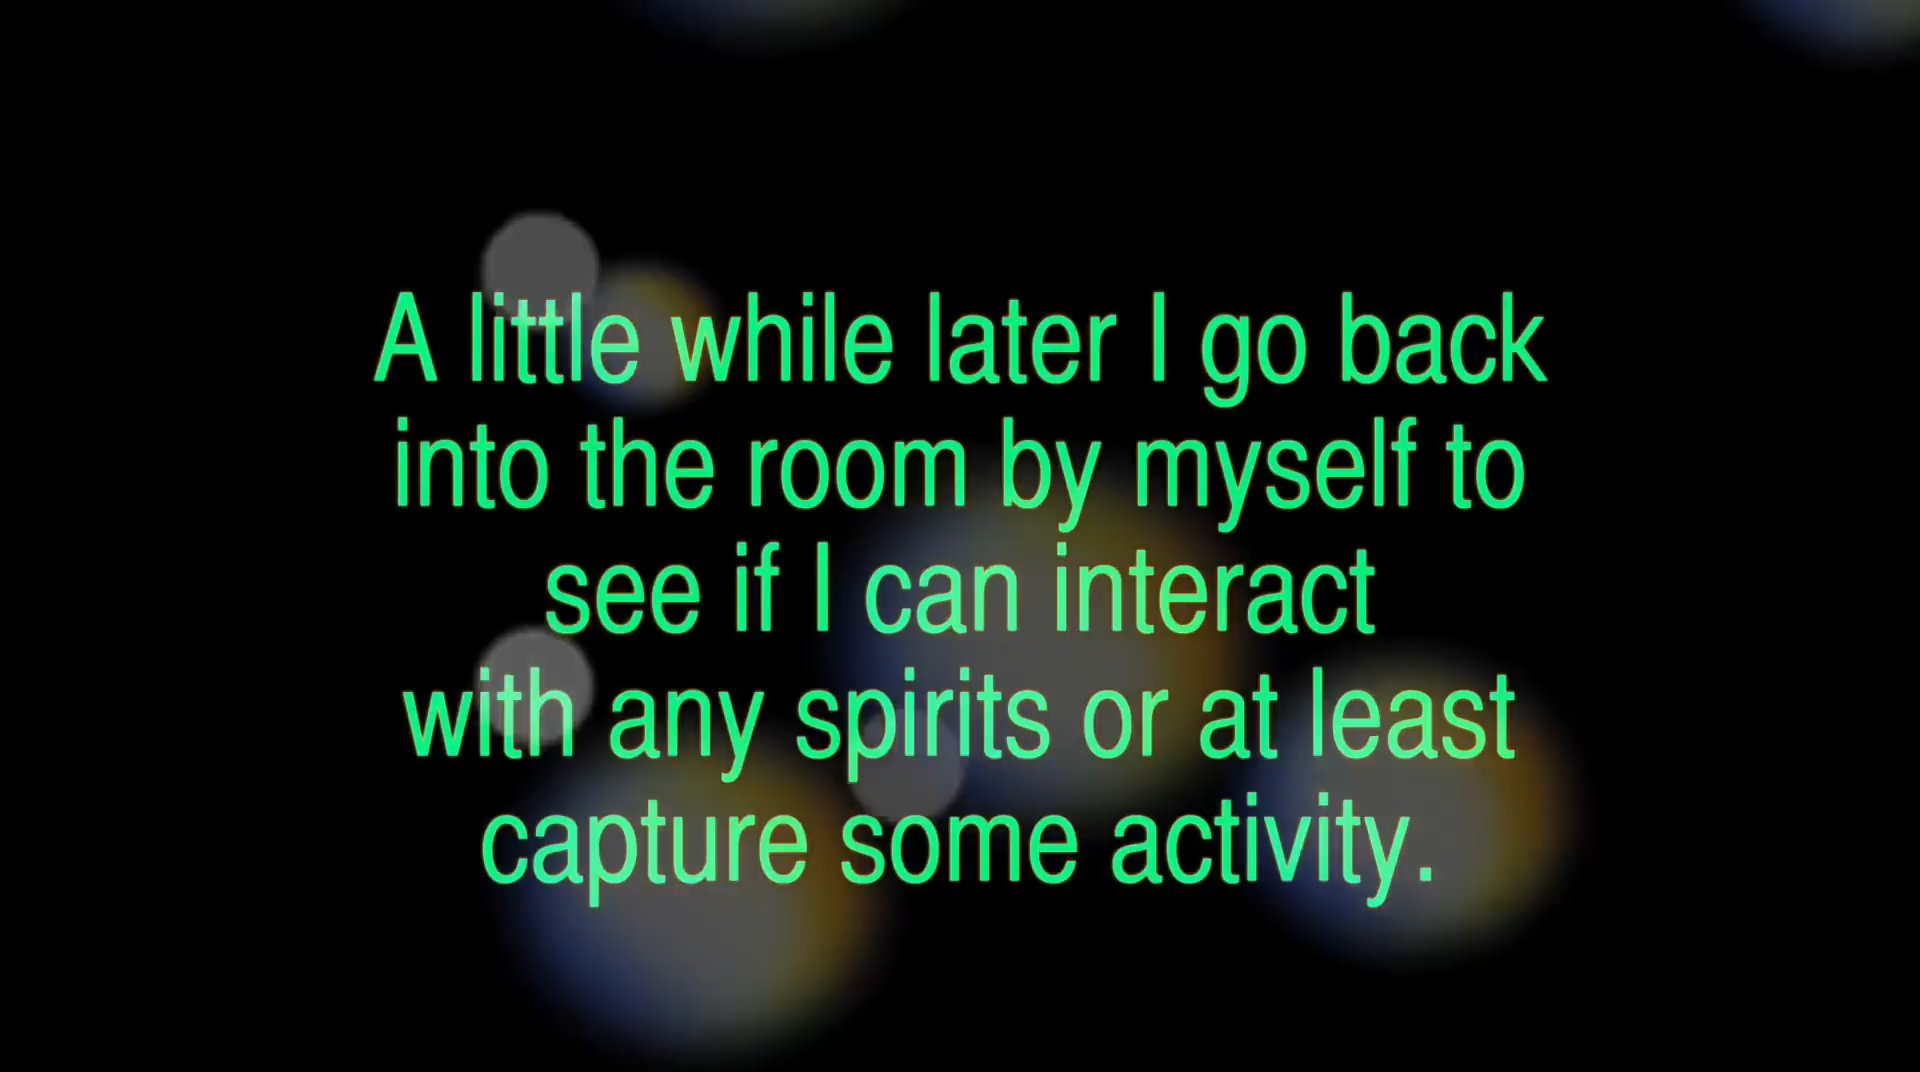 A little while later I go back
into the room by myself to
see if I can interact
with any spirits or at least
capture some activity.